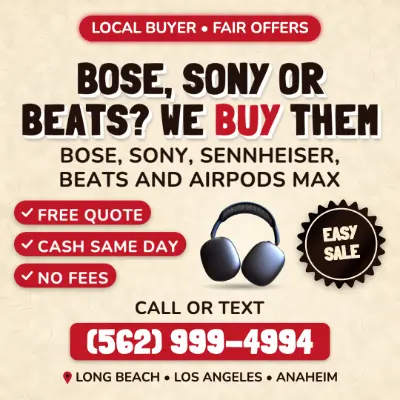 LOCAL BUYER • FAIR OFFERS
BOSE, SONY OR
BEATS? WE BUY THEM
BOSE, SONY, SENNHEISER,
BEATS AND AIRPODS MAX
FREE QUOTE
CASH SAME DAY
NO FEES
EASY
SALE
CALL OR TEXT
(562) 999-4994
LONG BEACH • LOS ANGELES • ANAHEIM